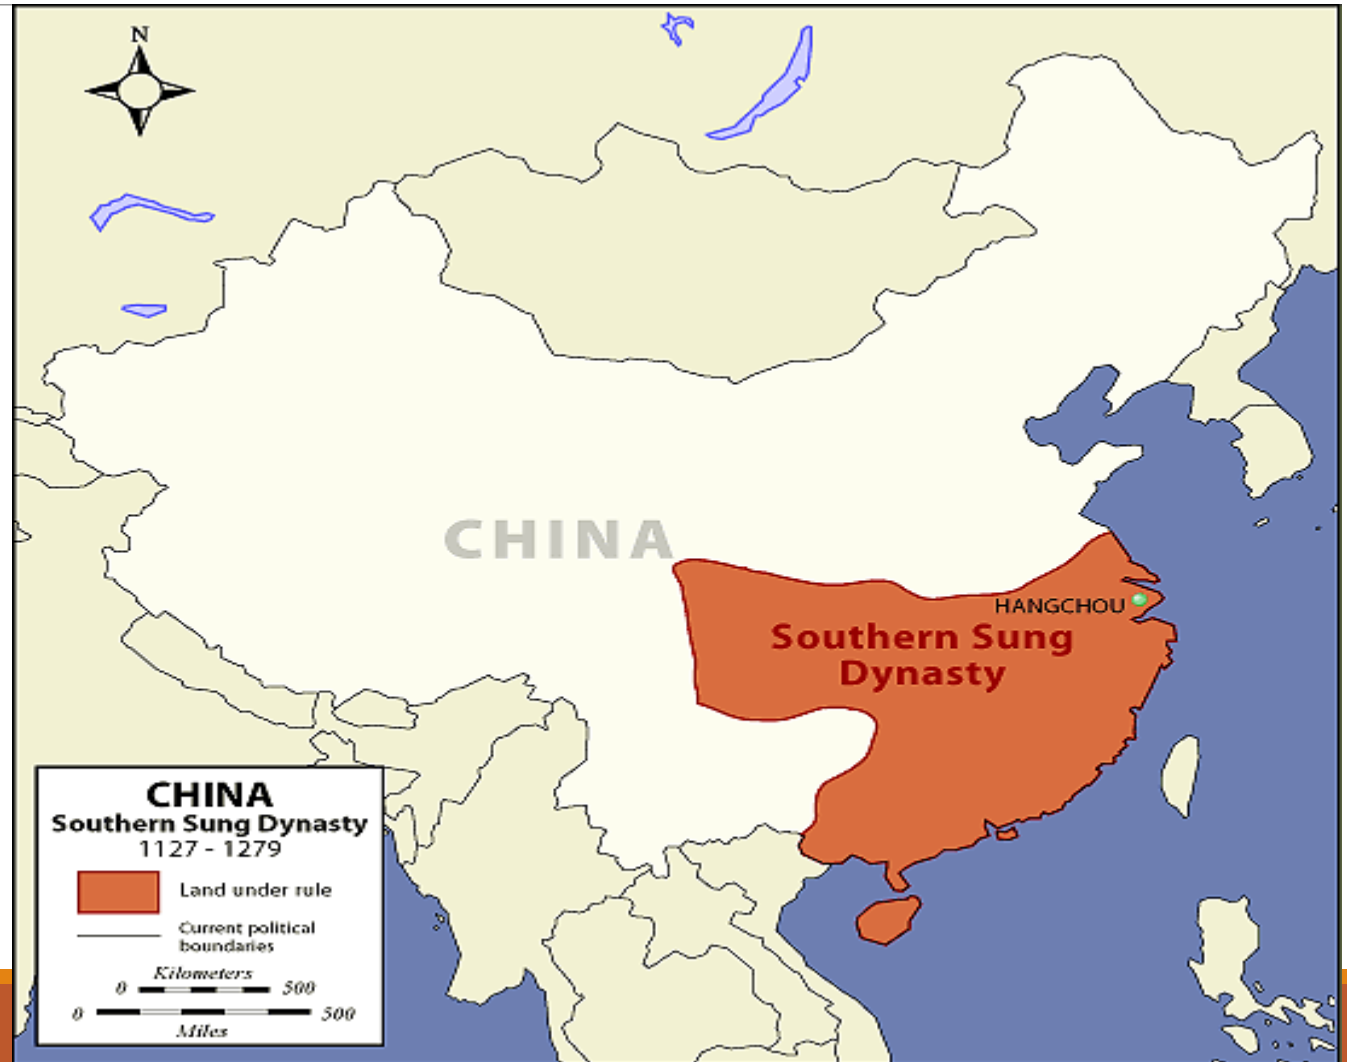 N
CHINA
HANGCHOU
Southern Sung
Dynasty
CHINA
Southern Sung Dynasty
1127 - 1279
Land under rule
Current political
boundaries
Kilometers
0 500
0 500
Miles